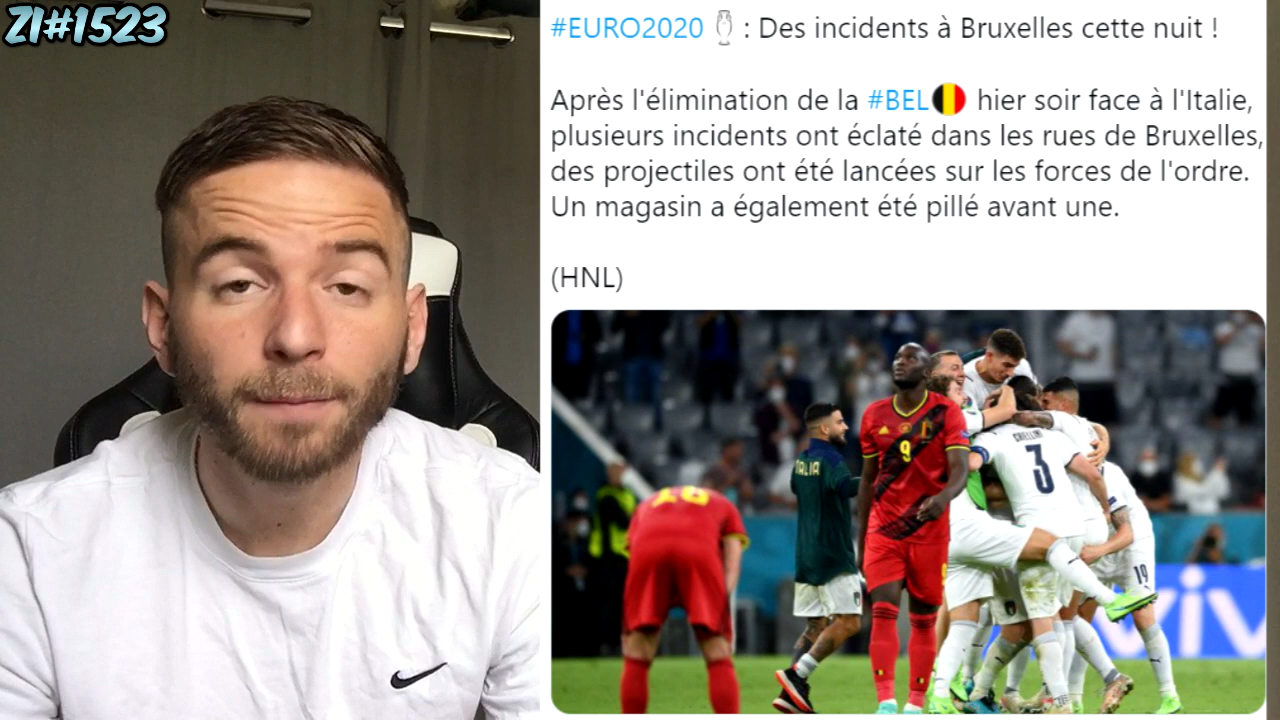 ZI#1523
#EURO2020 : Des incidents à Bruxelles cette nuit !
Après l'élimination de la #BEL hier soir face à l'Italie,
plusieurs incidents ont éclaté dans les rues de Bruxelles,
des projectiles ont été lancées sur les forces de l'ordre.
Un magasin a également été pillé avant une.
(HNL)
9
CHIELLINI
3
19